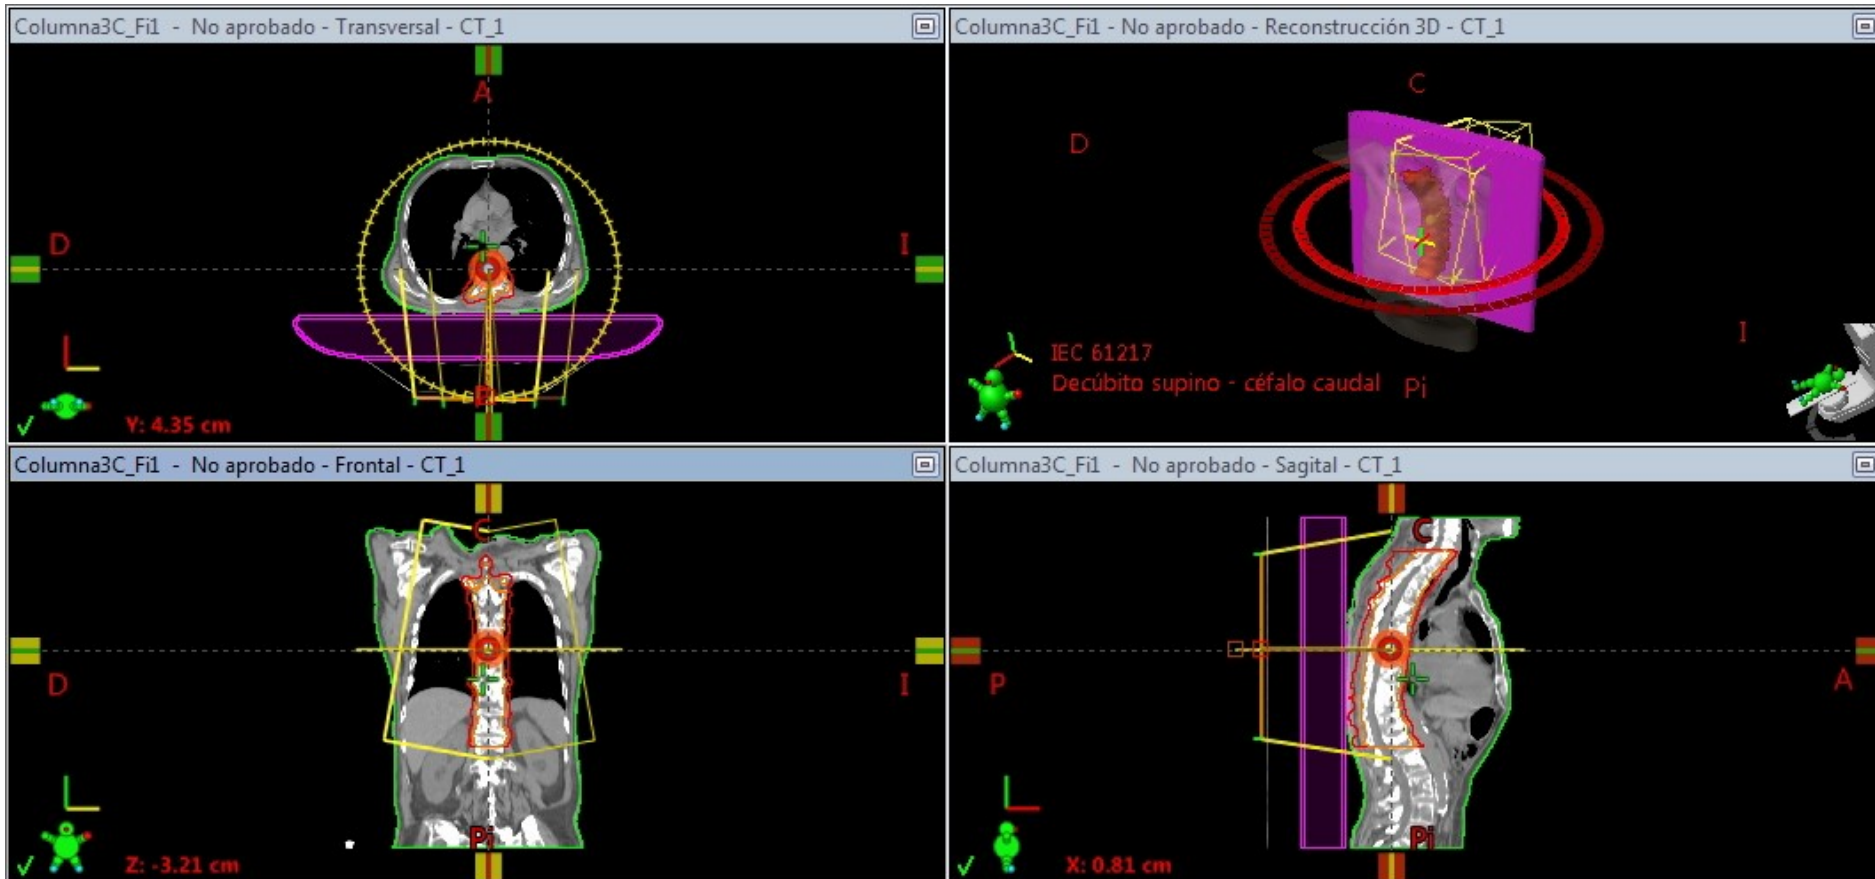 Columna3C_Fi1 - No aprobado - Transversal - CT_1
A
D
I
Y: 4.35 cm
Columna3C_Fi1 - No aprobado - Reconstrucción 3D - CT_1
C
D
I
IEC 61217
Decúbito supino - céfalo caudal
Pi
Columna3C_Fi1 - No aprobado - Frontal - CT_1
C
D
I
Pi
Z: -3.21 cm
Columna3C_Fi1 - No aprobado - Sagital - CT_1
C
P
A
Pi
X: 0.81 cm